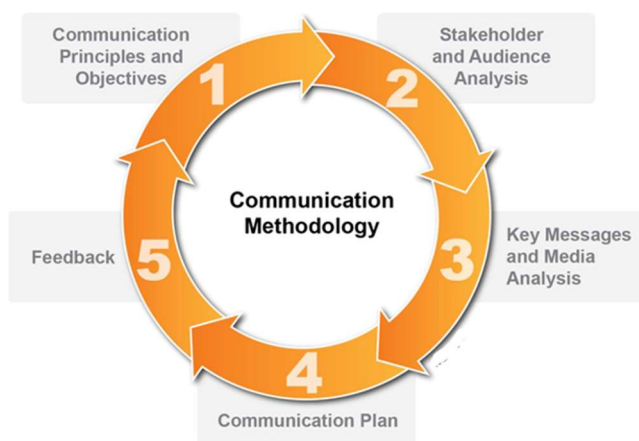 Communication
Principles and
Objectives
1
2
Stakeholder
and Audience
Analysis
Communication
Methodology
3
Key Messages
and Media
Analysis
4
Communication Plan
Feedback
5